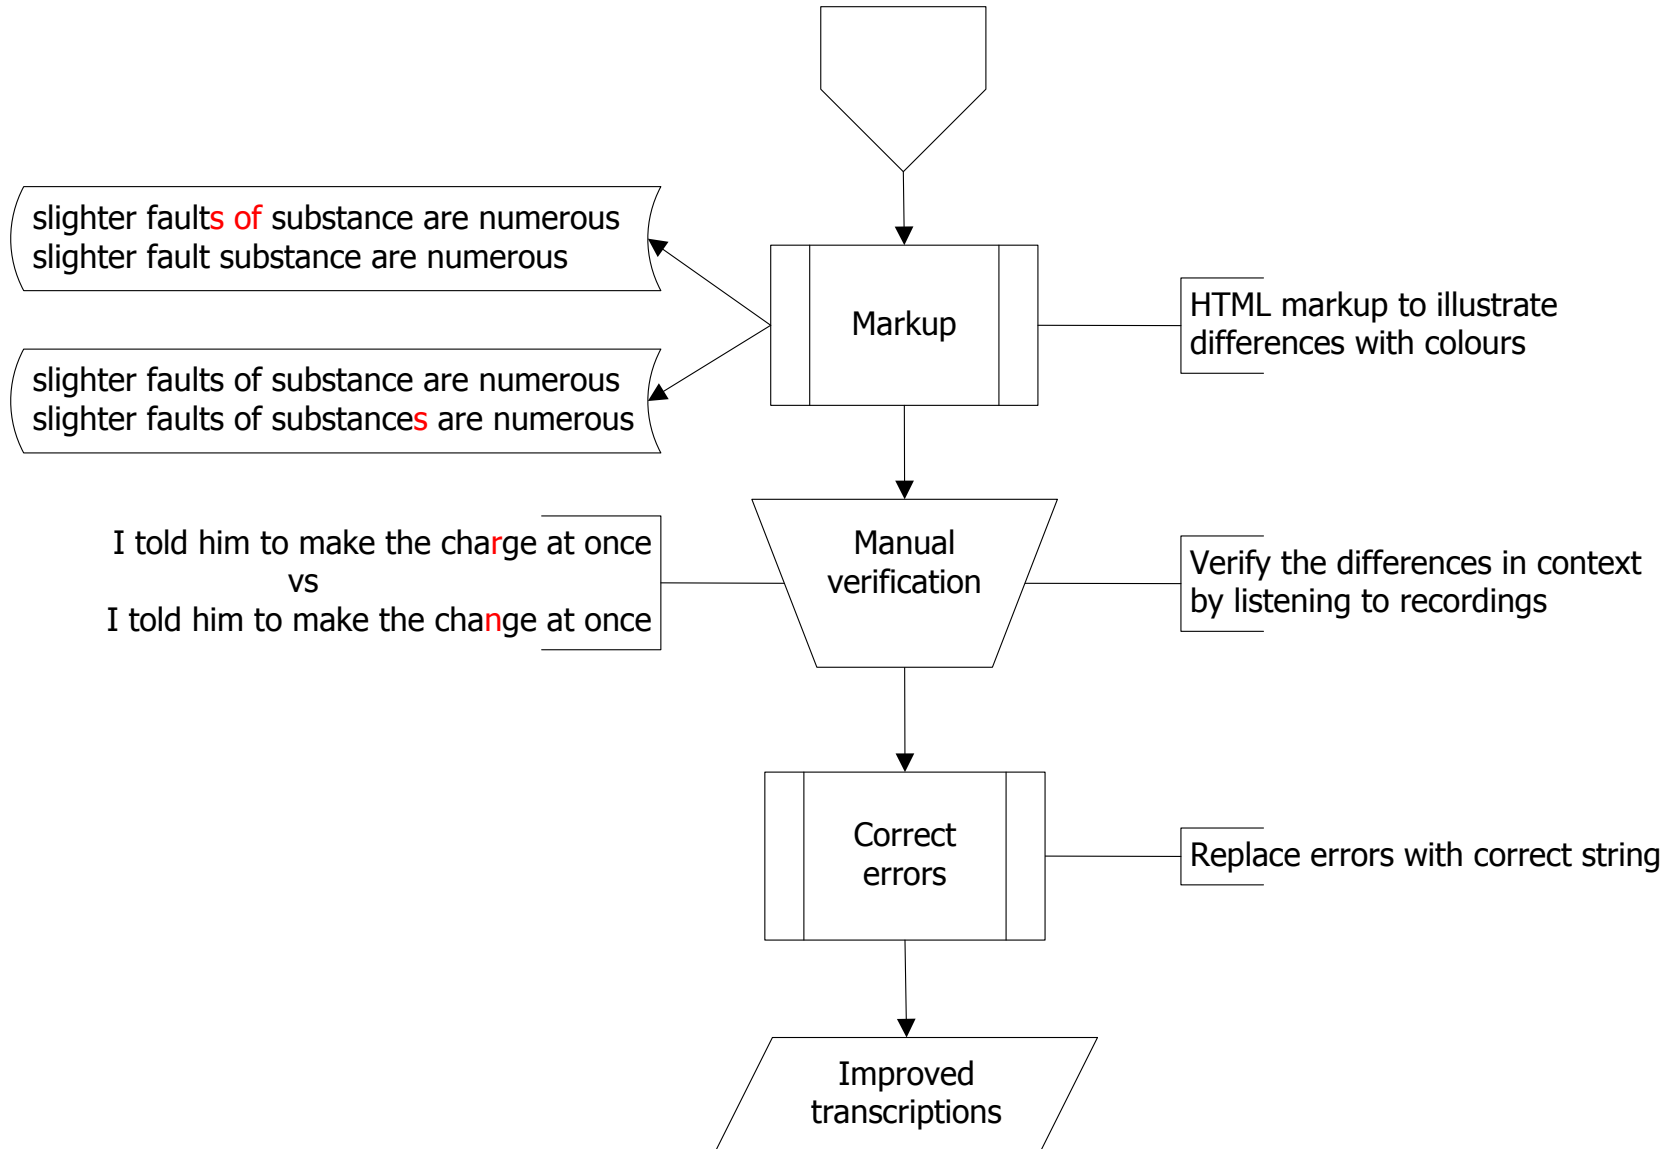 slighter faults of substance are numerous
slighter fault substance are numerous
Markup
HTML markup to illustrate
differences with colours
slighter faults of substance are numerous
slighter faults of substances are numerous
I told him to make the charge at once
vs
I told him to make the change at once
Manual
verification
Verify the differences in context
by listening to recordings
Correct
errors
Replace errors with correct string
Improved
transcriptions